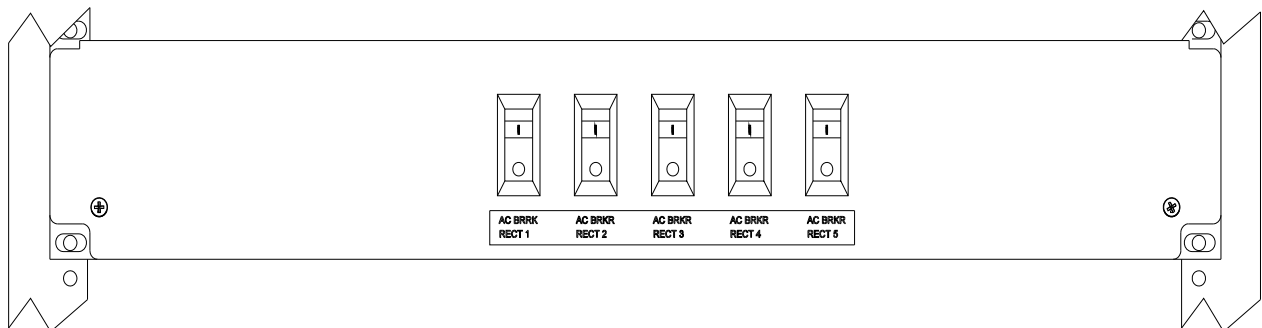 AC BRRK RECT 1
AC BRKR RECT 2
AC BRKR RECT 3
AC BRKR RECT 4
AC BRKR RECT 5